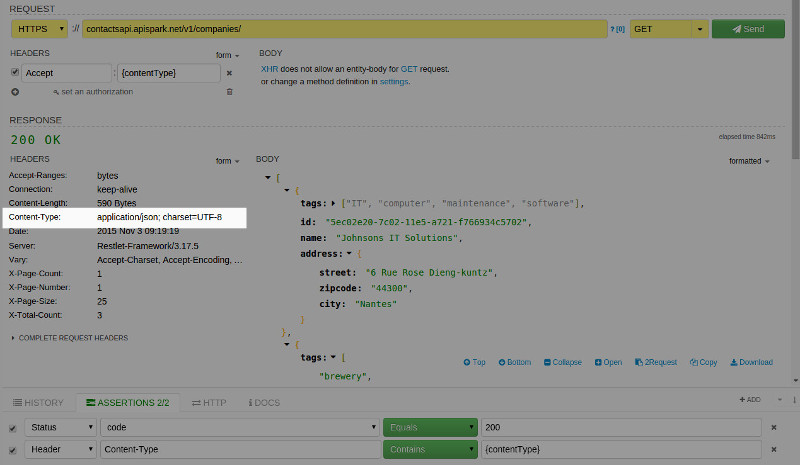 REQUEST
HTTPS :// contactsapi.apispark.net/v1/companies/ ? [0] GET Send
HEADERS form BODY
Accept : {contentType} XHR does not allow an entity-body for GET request.
or change a method definition in settings.
set an authorization
RESPONSE
200 OK elapsed time 842ms
HEADERS form BODY formatted
Accept-Ranges: bytes
Connection: keep-alive
Content-Length: 590 Bytes
Content-Type: application/json; charset=UTF-8
Date: 2015 Nov 3 09:19:19
Server: Restlet-Framework/3.17.5
Vary: Accept-Charset, Accept-Encoding, ...
X-Page-Count: 1
X-Page-Number: 1
X-Page-Size: 25
X-Total-Count: 3
COMPLETE REQUEST HEADERS
[
{
tags: ["IT", "computer", "maintenance", "software"],
id: "5ec02e20-7c02-11e5-a721-f766934c5702",
name: "Johnsons IT Solutions",
address: {
street: "6 Rue Rose Dieng-kuntz",
zipcode: "44300",
city: "Nantes"
}
},
{
tags: [
"brewery",
Top Bottom Collapse Open 2Request Copy Download
HISTORY ASSERTIONS 2/2 HTTP DOCS ADD
Status code Equals 200
Header Content-Type Contains {contentType}